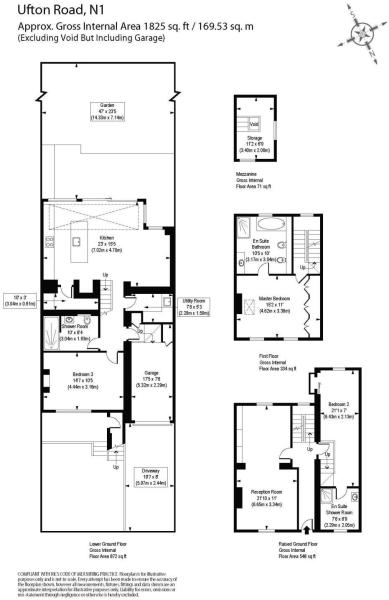 Ufton Road, N1
Approx. Gross Internal Area 1825 sq. ft / 169.53 sq. m
(Excluding Void But Including Garage)
Garden
47' x 23'5
(14.33m x 7.14m)
Void
Storage
11'2 x 6'9
(3.40m x 2.06m)
Mezzanine
Gross Internal
Floor Area 71 sq ft
Kitchen
23' x 15'5
(7.02m x 4.70m)
Up
En Suite
Bathroom
10'5 x 10'
(3.17m x 3.04m)
Up
Master Bedroom
15'2 x 11'
(4.62m x 3.36m)
First Floor
Gross Internal
Floor Area 334 sq ft
10' x 3'
(3.04m x 0.91m)
Utility Room
7'6 x 5'3
(2.28m x 1.59m)
Shower Room
10' x 6'4
(3.04m x 1.93m)
Up
Bedroom 3
14'7 x 10'5
(4.44m x 3.16m)
Garage
17'5 x 7'6
(5.32m x 2.29m)
Up
Driveway
19'7 x 8'
(5.97m x 2.44m)
Lower Ground Floor
Gross Internal
Floor Area 872 sq ft
Bedroom 2
21'1 x 7'
(6.43m x 2.13m)
Up
Up
Reception Room
21'10 x 11'
(6.65m x 3.34m)
En Suite
Shower Room
7'6 x 6'9
(2.29m x 2.05m)
Raised Ground Floor
Gross Internal
Floor Area 548 sq ft
COMPLIANT WITH RICS CODE OF MEASURING PRACTICE. Floorplan is for illustrative
purposes only and is not to scale. Every attempt has been made to ensure the accuracy of
the floorplan shown, however all measurements, fixtures, fittings and data shown are an
approximate interpretation for illustrative purposes only. Liability for errors, omissions or
mis-statement through negligence or otherwise is hereby excluded.